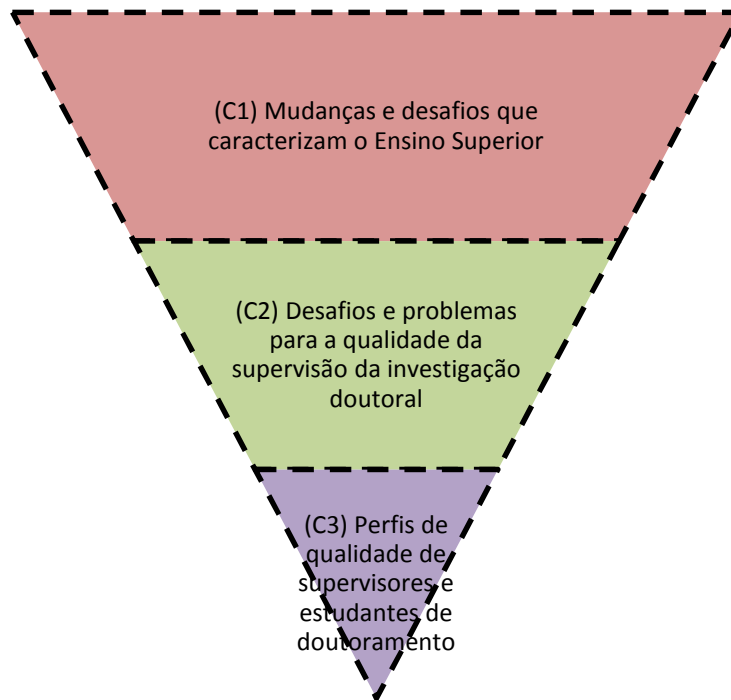 (C1) Mudanças e desafios que
caracterizam o Ensino Superior
(C2) Desafios e problemas
para a qualidade da
supervisão da investigação
doutoral
(C3) Perfis de
qualidade de
supervisores e
estudantes de
doutoramento